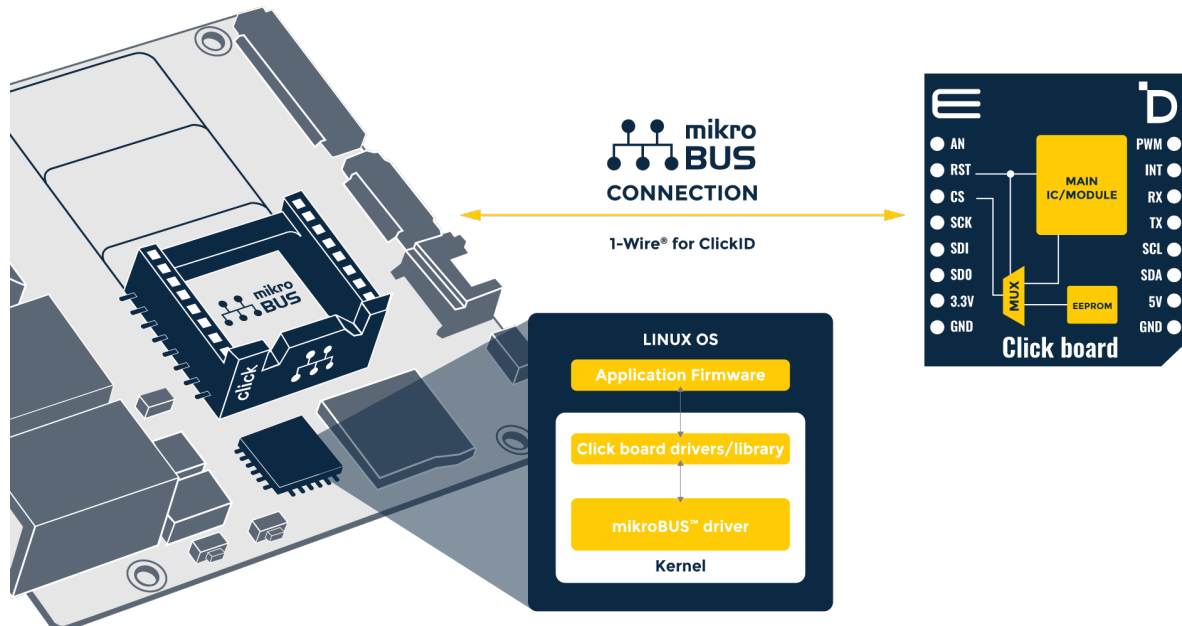 mikro
BUS
click
mikro
BUS
CONNECTION
1-Wire® for ClickID
LINUX OS
Application Firmware
Click board drivers/library
mikroBUS™ driver
Kernel
AN
RST
CS
SCK
SDI
SDO
3.3V
GND
PWM
INT
RX
TX
SCL
SDA
5V
GND
MAIN
IC/MODULE
MUX
EEPROM
Click board